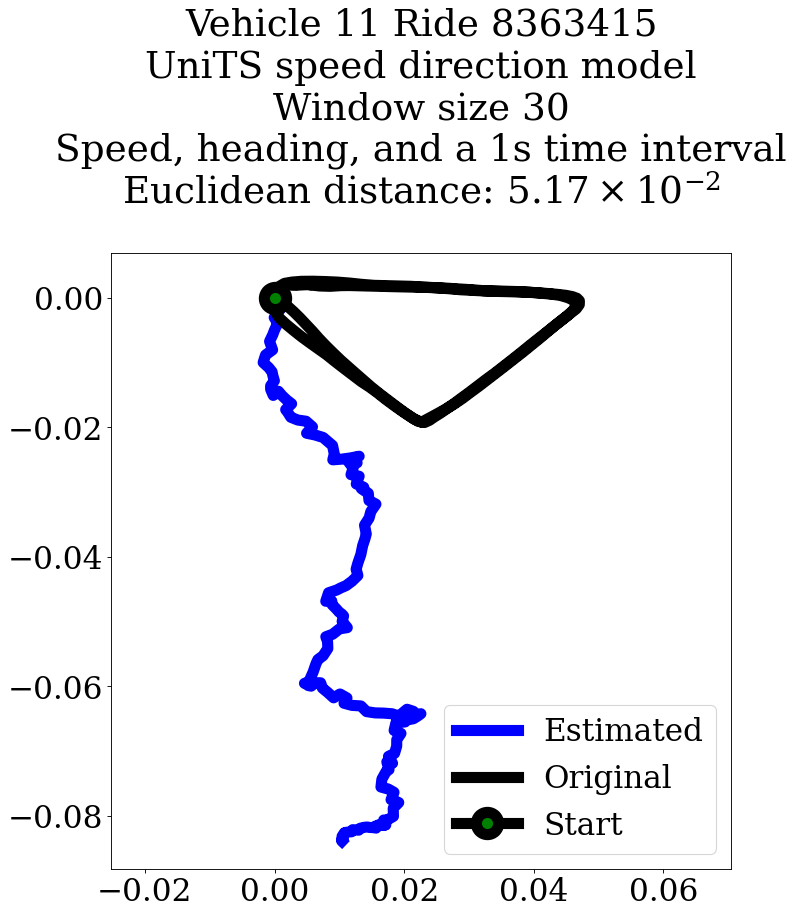 Vehicle 11 Ride 8363415
UniTS speed direction model
Window size 30
Speed, heading, and a 1s time interval
Euclidean distance: 5.17 × 10⁻²
0.00
−0.02
−0.04
−0.06
−0.08
Estimated
Original
Start
−0.02 0.00 0.02 0.04 0.06